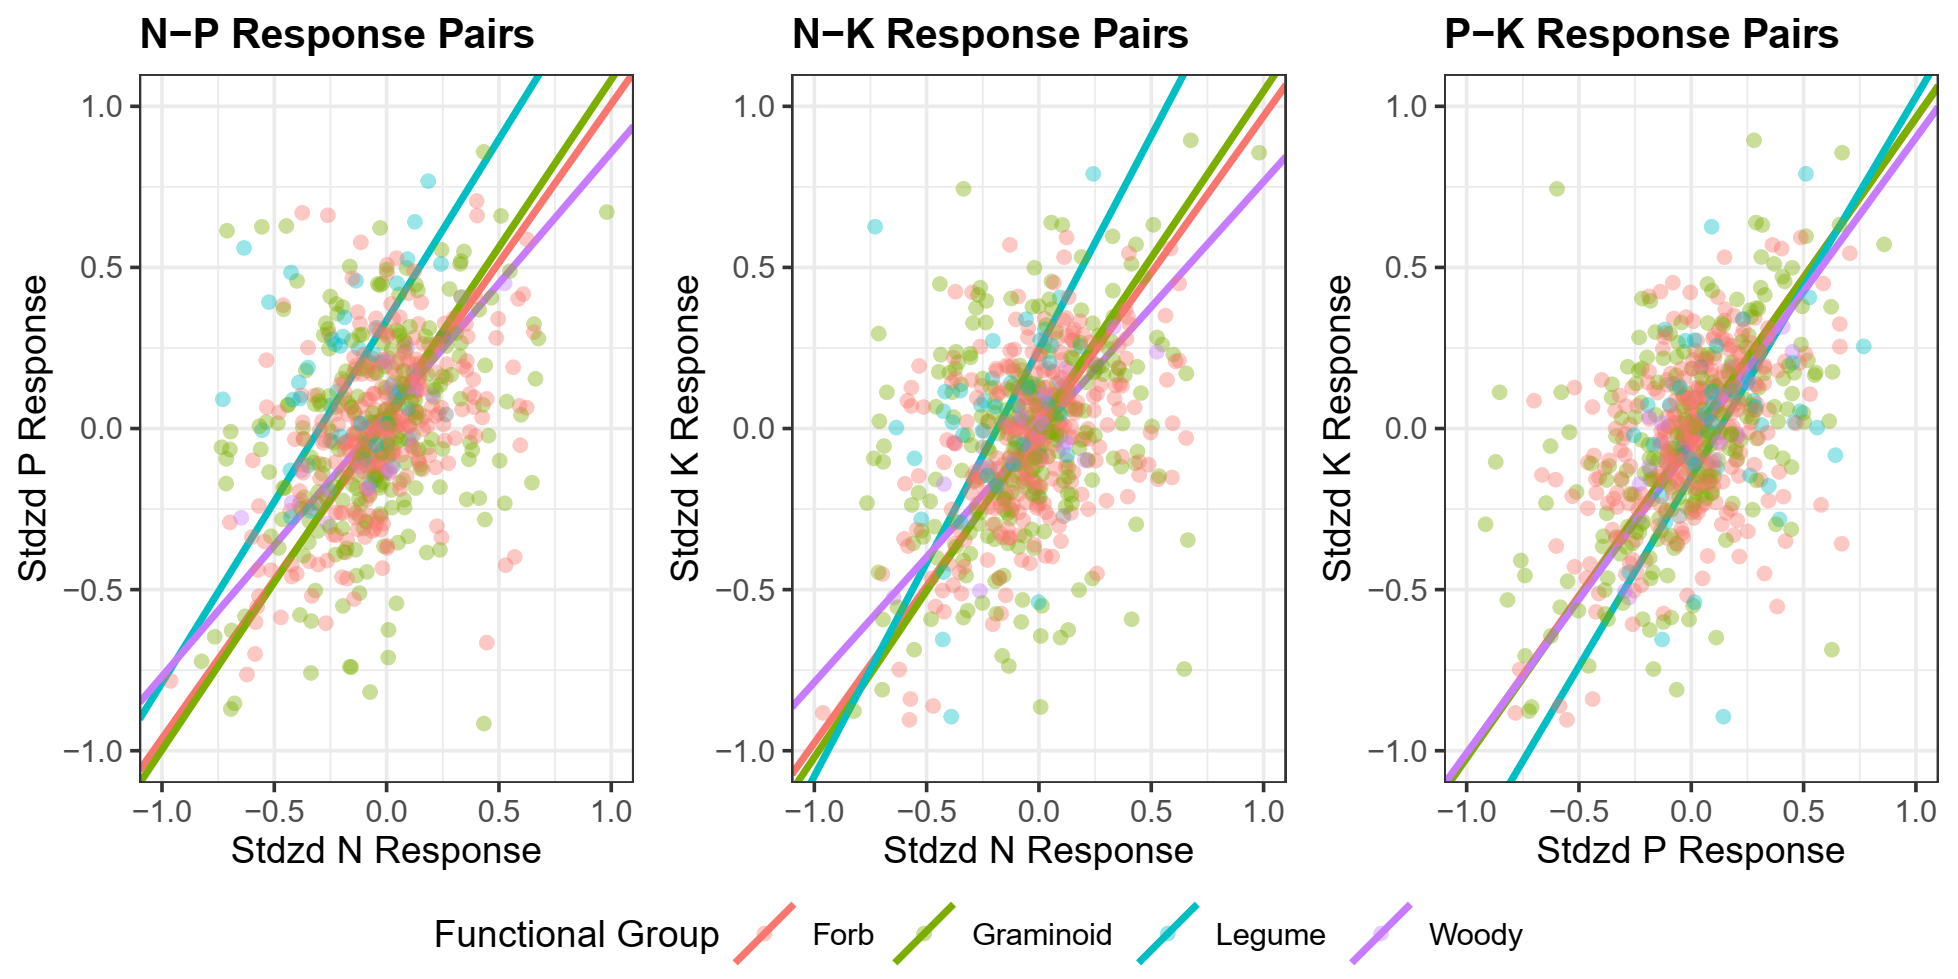 N−P Response Pairs
N−K Response Pairs
P−K Response Pairs
Stdzd P Response
1.0
0.5
0.0
−0.5
−1.0
−1.0 −0.5 0.0 0.5 1.0
Stdzd N Response
Stdzd K Response
1.0
0.5
0.0
−0.5
−1.0
−1.0 −0.5 0.0 0.5 1.0
Stdzd N Response
Stdzd K Response
1.0
0.5
0.0
−0.5
−1.0
−1.0 −0.5 0.0 0.5 1.0
Stdzd P Response
Functional Group Forb Graminoid Legume Woody